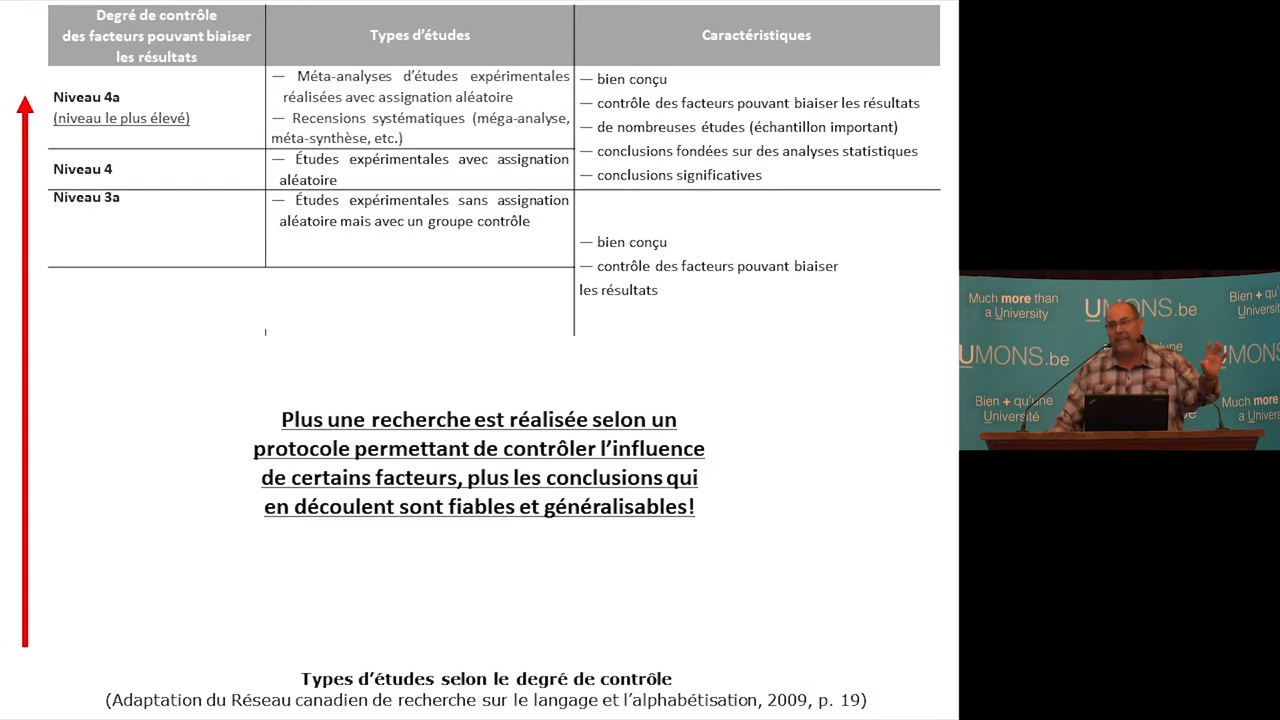 Degré de contrôle
des facteurs pouvant biaiser
les résultats
Types d’études
Caractéristiques
Niveau 4a
(niveau le plus élevé)
— Méta-analyses d’études expérimentales
réalisées avec assignation aléatoire
— Recensions systématiques (méga-analyse,
méta-synthèse, etc.)
— bien conçu
— contrôle des facteurs pouvant biaiser les résultats
— de nombreuses études (échantillon important)
— conclusions fondées sur des analyses statistiques
— conclusions significatives
Niveau 4
— Études expérimentales avec assignation
aléatoire
Niveau 3a
— Études expérimentales sans assignation
aléatoire mais avec un groupe contrôle
— bien conçu
— contrôle des facteurs pouvant biaiser
les résultats
Plus une recherche est réalisée selon un
protocole permettant de contrôler l’influence
de certains facteurs, plus les conclusions qui
en découlent sont fiables et généralisables!
Types d’études selon le degré de contrôle
(Adaptation du Réseau canadien de recherche sur le langage et l’alphabétisation, 2009, p. 19)
Much more than
a University
UMONS.be
Bien + qu'
Universit
UMONS.be
UMONS
Bien + qu'une
Université
Much more
a Univers